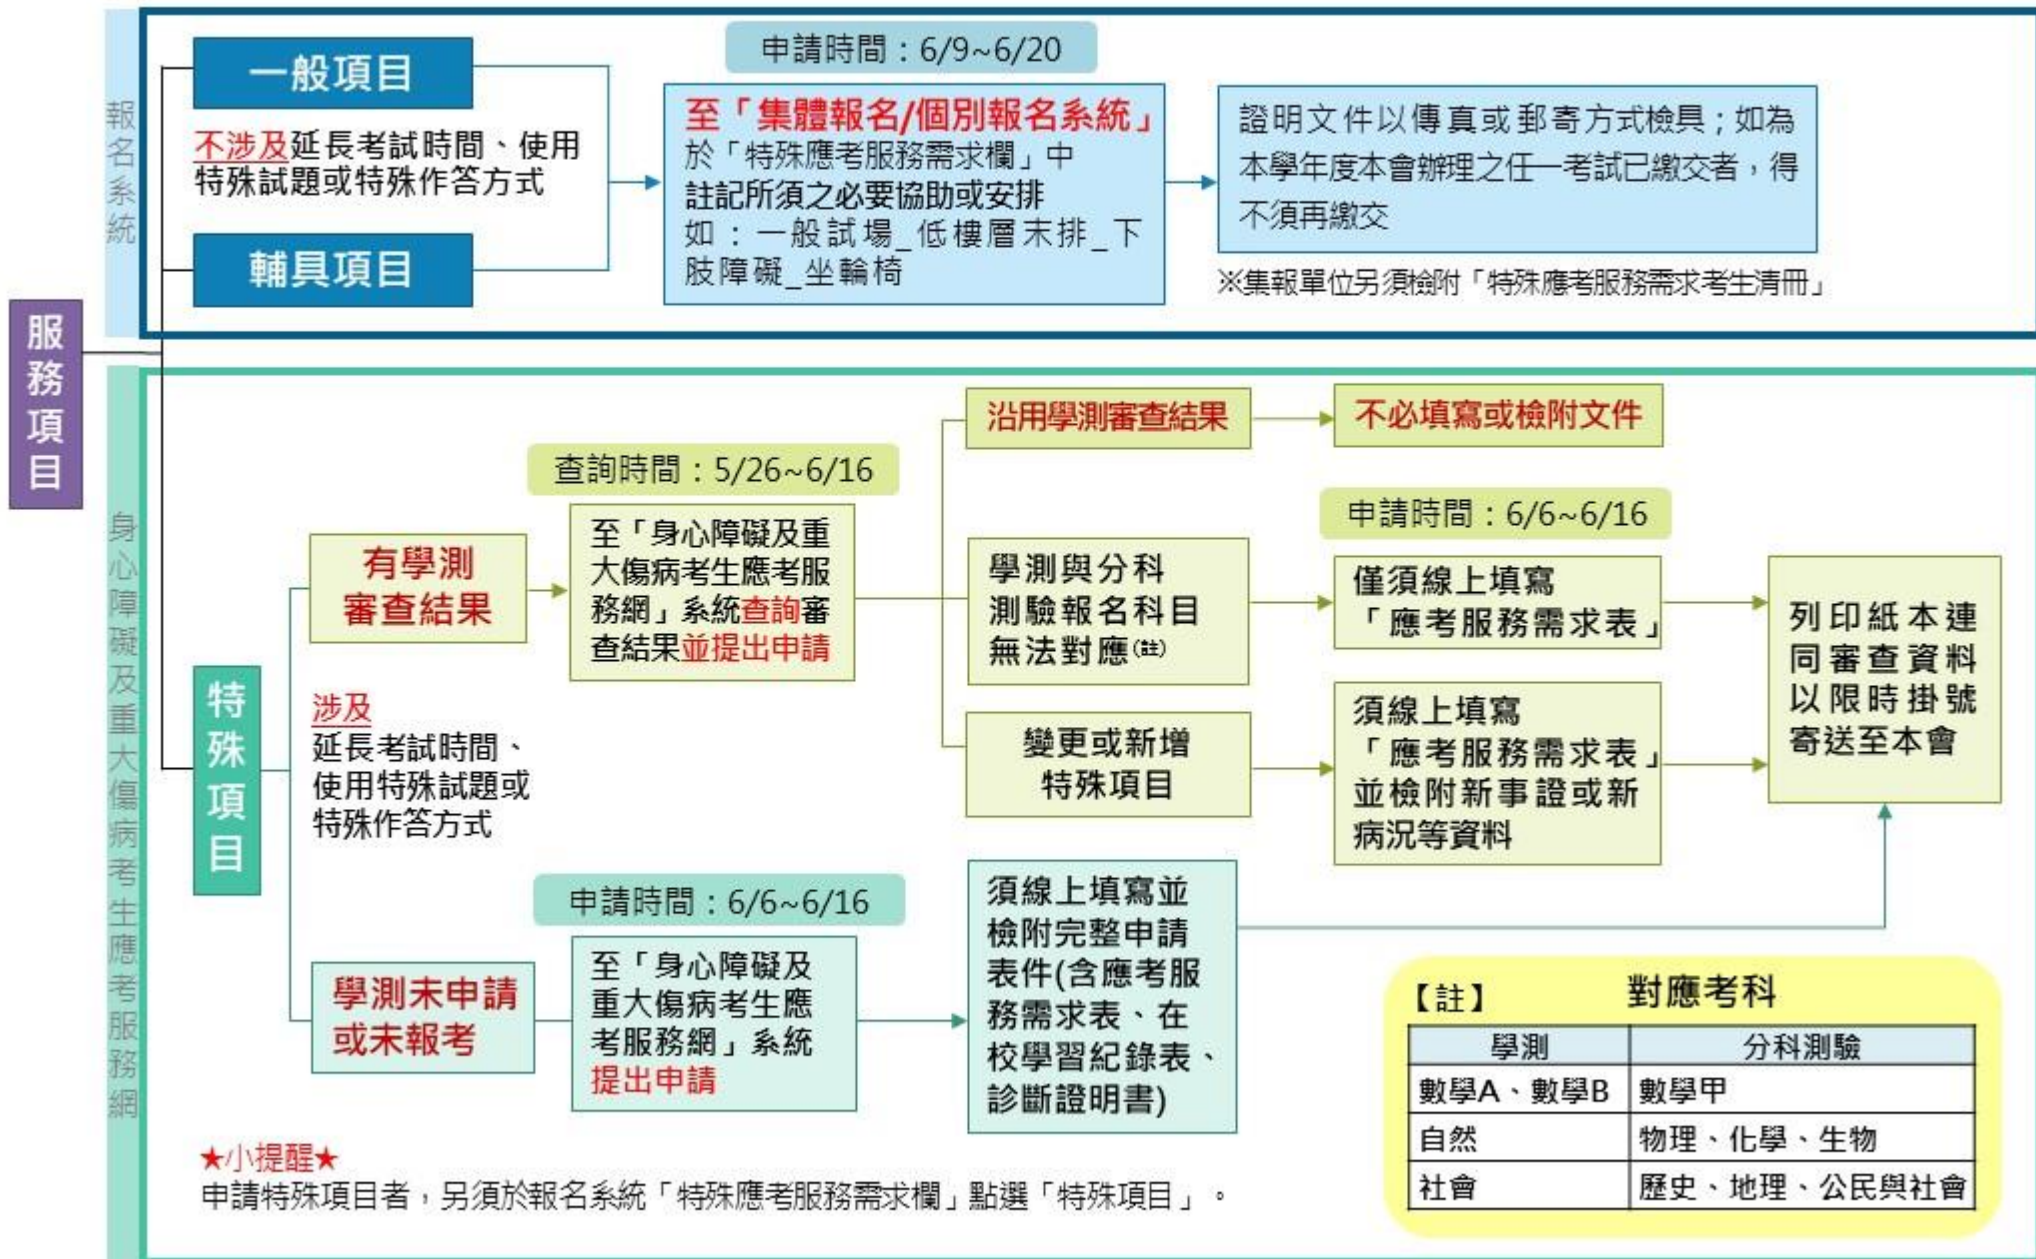 服務項目
報名系統
一般項目
不涉及延長考試時間、使用
特殊試題或特殊作答方式
輔具項目
申請時間：6/9~6/20
至「集體報名/個別報名系統」
於「特殊應考服務需求欄」中
註記所須之必要協助或安排
如：一般試場_低樓層末排_下
肢障礙_坐輪椅
證明文件以傳真或郵寄方式檢具；如為
本學年度本會辦理之任一考試已繳交者，得
不須再繳交
※集報單位另須檢附「特殊應考服務需求考生清冊」
身心障礙及重大傷病考生應考服務網
特殊項目
有學測
審查結果
涉及
延長考試時間、
使用特殊試題或
特殊作答方式
學測未申請
或未報考
查詢時間：5/26~6/16
至「身心障礙及重
大傷病考生應考服
務網」系統查詢審
查結果並提出申請
沿用學測審查結果
不必填寫或檢附文件
學測與分科
測驗報名科目
無法對應(註)
申請時間：6/6~6/16
僅須線上填寫
「應考服務需求表」
變更或新增
特殊項目
須線上填寫
「應考服務需求表」
並檢附新事證或新
病況等資料
列印紙本連
同審查資料
以限時掛號
寄送至本會
申請時間：6/6~6/16
至「身心障礙及
重大傷病考生應
考服務網」系統
提出申請
須線上填寫並
檢附完整申請
表件(含應考服
務需求表、在
校學習紀錄表、
診斷證明書)
【註】 對應考科
學測 分科測驗
數學A、數學B 數學甲
自然 物理、化學、生物
社會 歷史、地理、公民與社會
★小提醒★
申請特殊項目者，另須於報名系統「特殊應考服務需求欄」點選「特殊項目」。